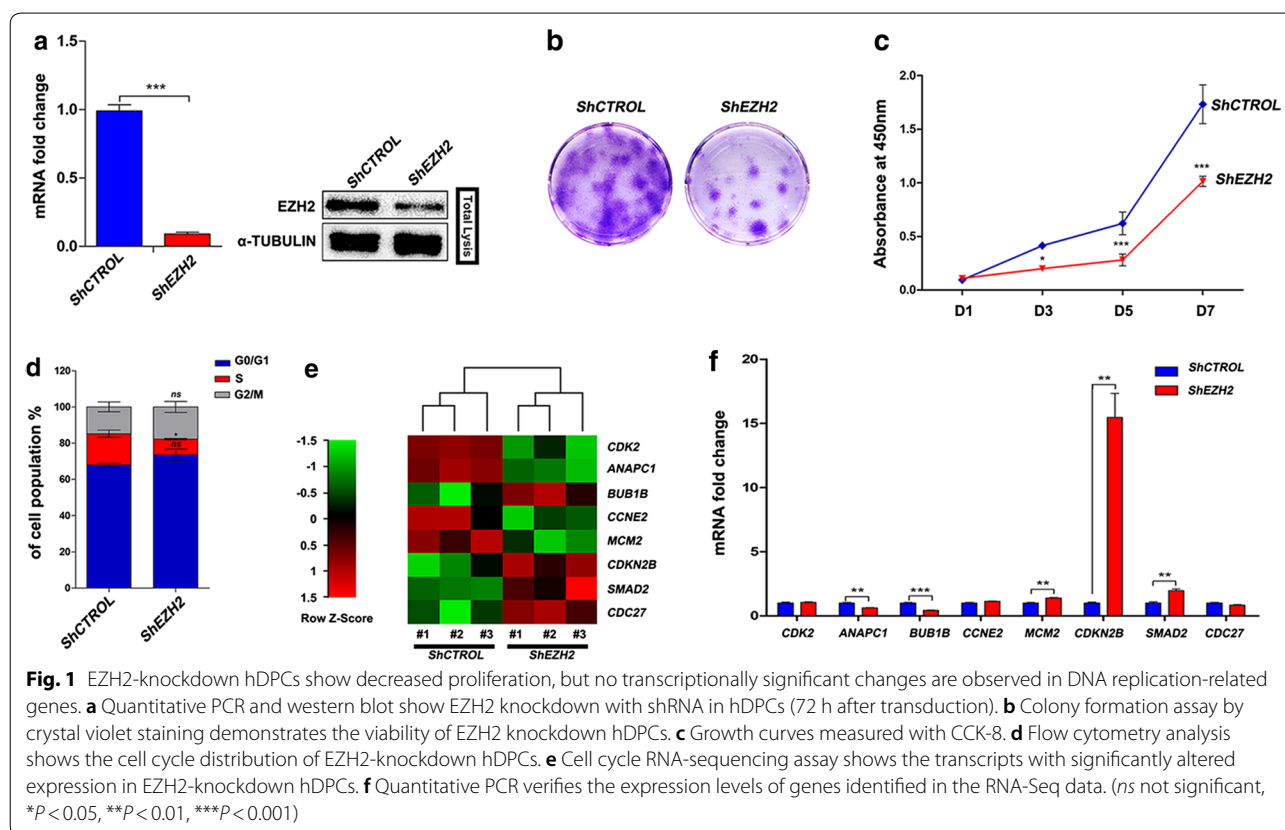 a
mRNA fold change
1.5
1.0
0.5
0.0
***
ShCTROL
ShEZH2
ShCTROL
ShEZH2
EZH2
α-TUBULIN
Total Lysis
b
ShCTROL
ShEZH2
c
Absorbance at 450nm
2.0
1.5
1.0
0.5
0.0
D1
D3
D5
D7
*
***
***
ShCTROL
ShEZH2
d
of cell population %
120
100
80
60
40
20
0
ns
*
ns
G0/G1
S
G2/M
ShCTROL
ShEZH2
e
-1.5
-1
-0.5
0
0.5
1
1.5
Row Z-Score
CDK2
ANAPC1
BUB1B
CCNE2
MCM2
CDKN2B
SMAD2
CDC27
#1 #2 #3 #1 #2 #3
ShCTROL ShEZH2
f
mRNA fold change
20
15
10
5
0
ShCTROL
ShEZH2
** *** ** ** **
CDK2 ANAPC1 BUB1B CCNE2 MCM2 CDKN2B SMAD2 CDC27
Fig. 1 EZH2-knockdown hDPCs show decreased proliferation, but no transcriptionally significant changes are observed in DNA replication-related
genes. a Quantitative PCR and western blot show EZH2 knockdown with shRNA in hDPCs (72 h after transduction). b Colony formation assay by
crystal violet staining demonstrates the viability of EZH2 knockdown hDPCs. c Growth curves measured with CCK-8. d Flow cytometry analysis
shows the cell cycle distribution of EZH2-knockdown hDPCs. e Cell cycle RNA-sequencing assay shows the transcripts with significantly altered
expression in EZH2-knockdown hDPCs. f Quantitative PCR verifies the expression levels of genes identified in the RNA-Seq data. (ns not significant,
*P < 0.05, **P < 0.01, ***P < 0.001)